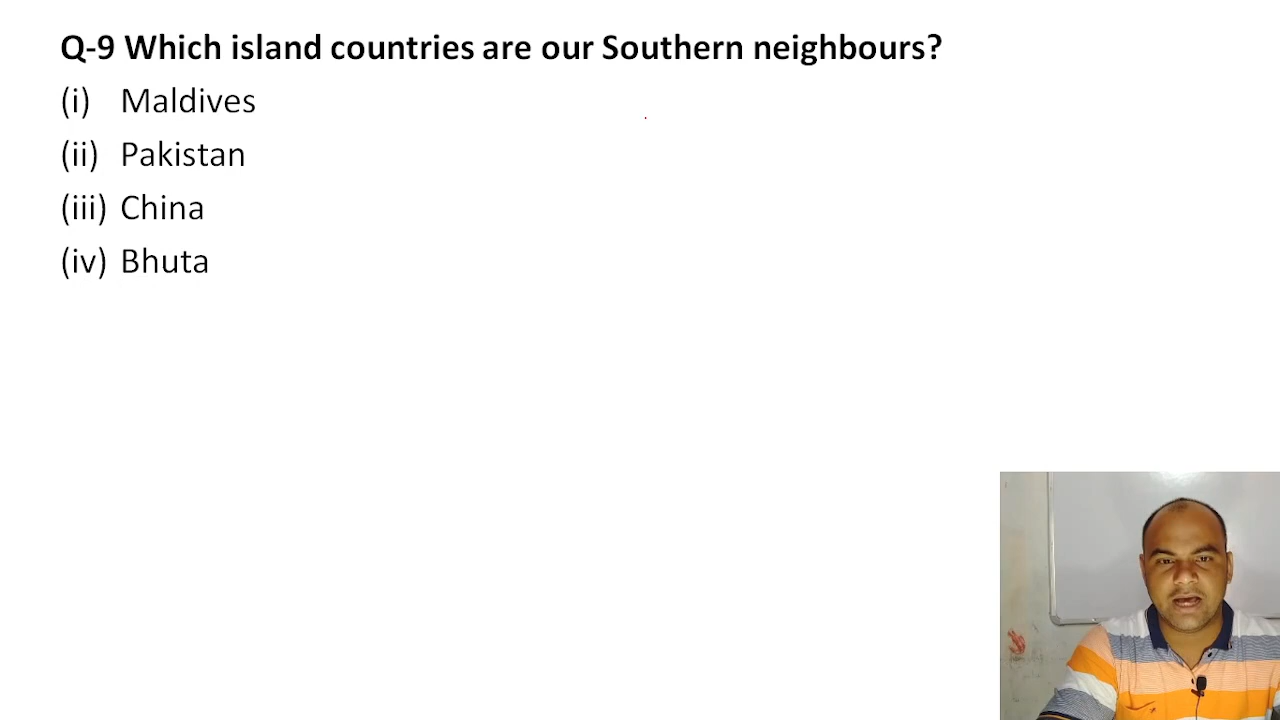 Q-9 Which island countries are our Southern neighbours?
(i) Maldives
(ii) Pakistan
(iii) China
(iv) Bhuta